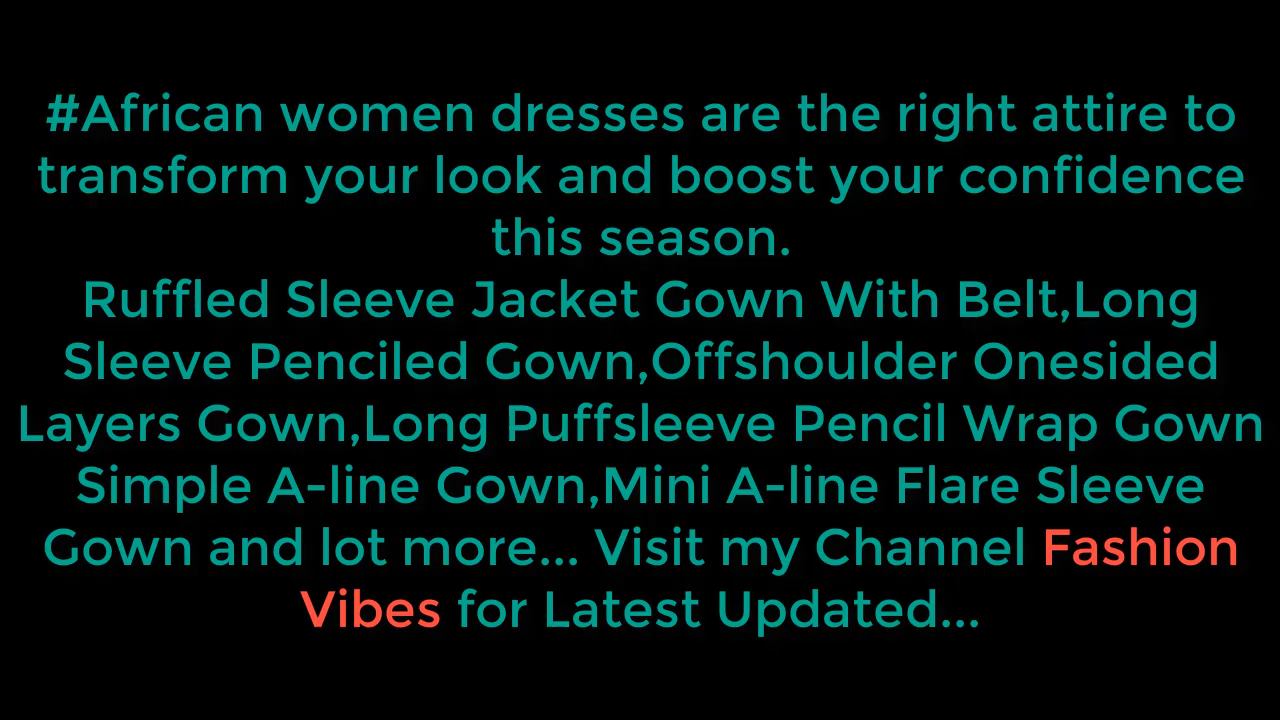 #African women dresses are the right attire to
transform your look and boost your confidence
this season.
Ruffled Sleeve Jacket Gown With Belt,Long
Sleeve Penciled Gown,Offshoulder Onesided
Layers Gown,Long Puffsleeve Pencil Wrap Gown
Simple A-line Gown,Mini A-line Flare Sleeve
Gown and lot more... Visit my Channel Fashion
Vibes for Latest Updated...